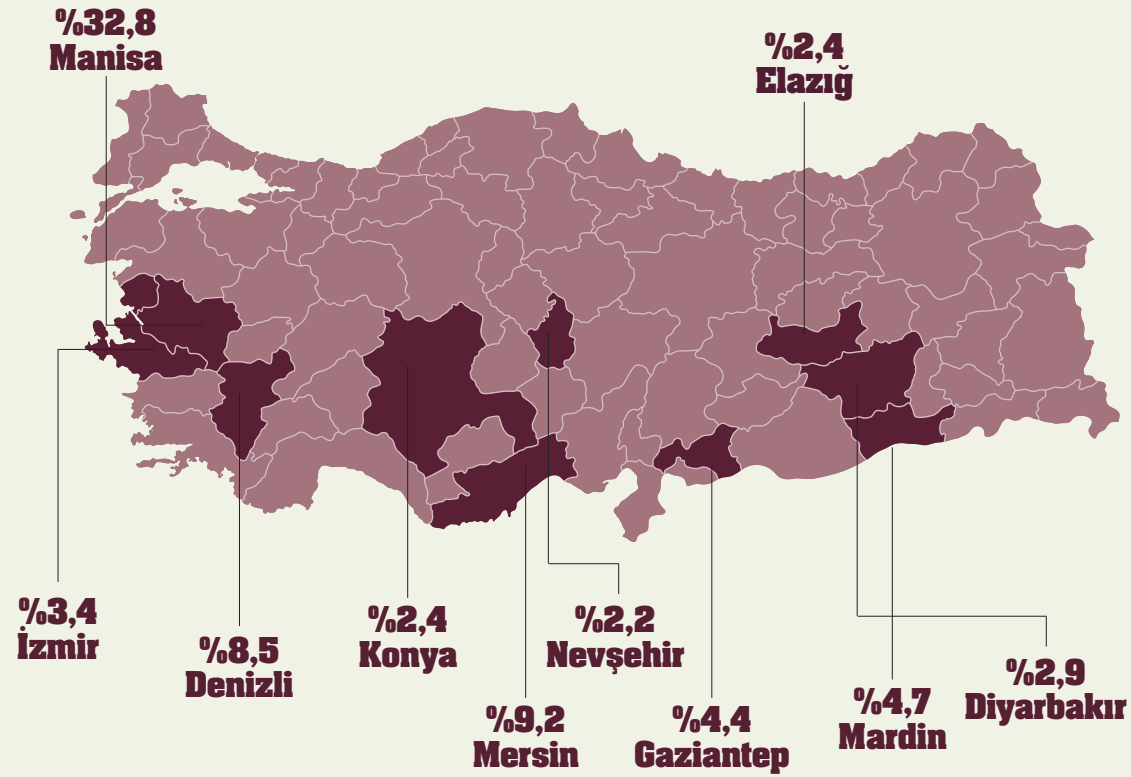 %32,8
Manisa
%2,4
Elazığ
%3,4
İzmir
%8,5
Denizli
%2,4
Konya
%9,2
Mersin
%2,2
Nevşehir
%4,4
Gaziantep
%4,7
Mardin
%2,9
Diyarbakır